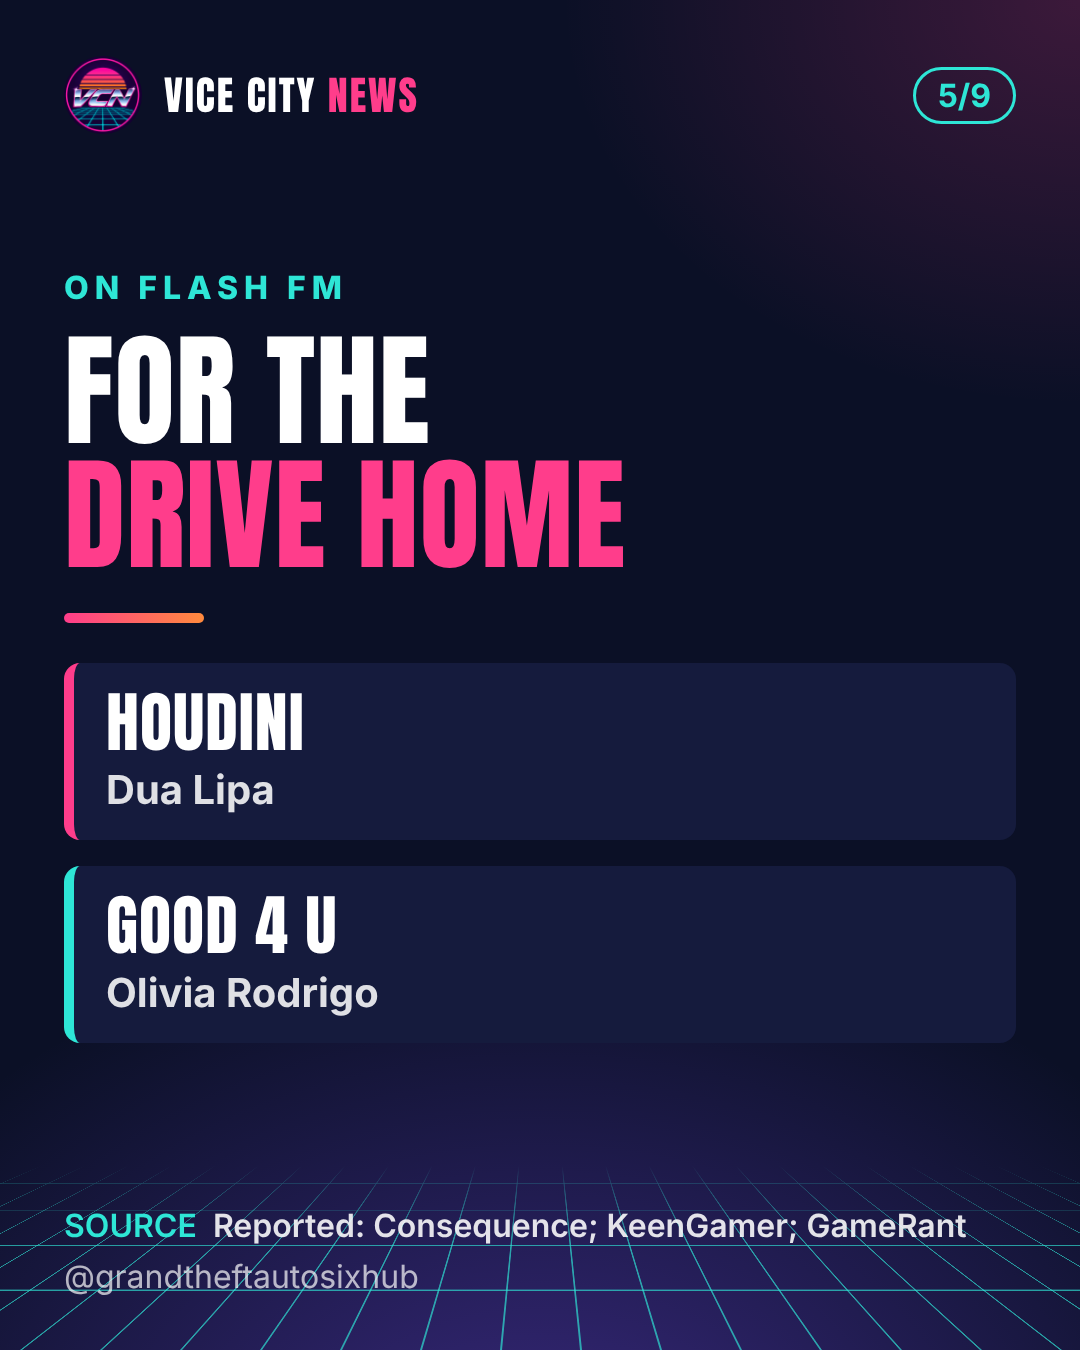 VCN
VICE CITY NEWS
5/9
ON FLASH FM
FOR THE
DRIVE HOME
HOUDINI
Dua Lipa
GOOD 4 U
Olivia Rodrigo
SOURCE Reported: Consequence; KeenGamer; GameRant
@grandtheftautosixhub